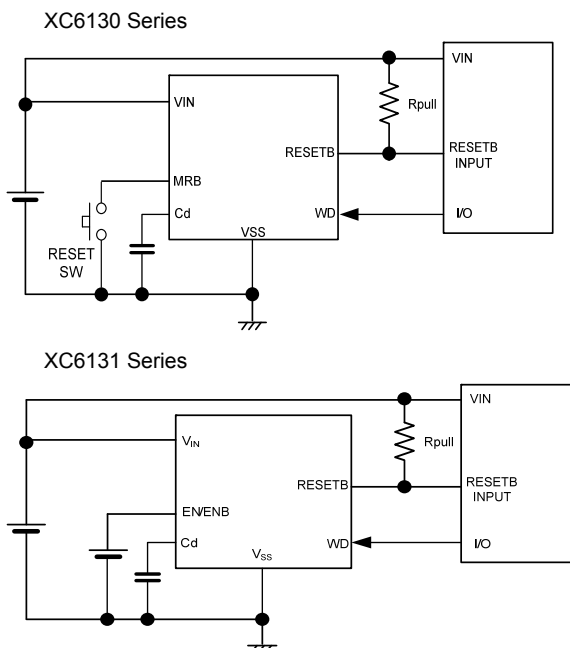 XC6130 Series
VIN
VIN
Rpull
RESETB
RESETB
INPUT
MRB
Cd
WD
I/O
VSS
RESET
SW
XC6131 Series
VIN
VIN
Rpull
RESETB
RESETB
INPUT
EN/ENB
Cd
WD
I/O
VSS